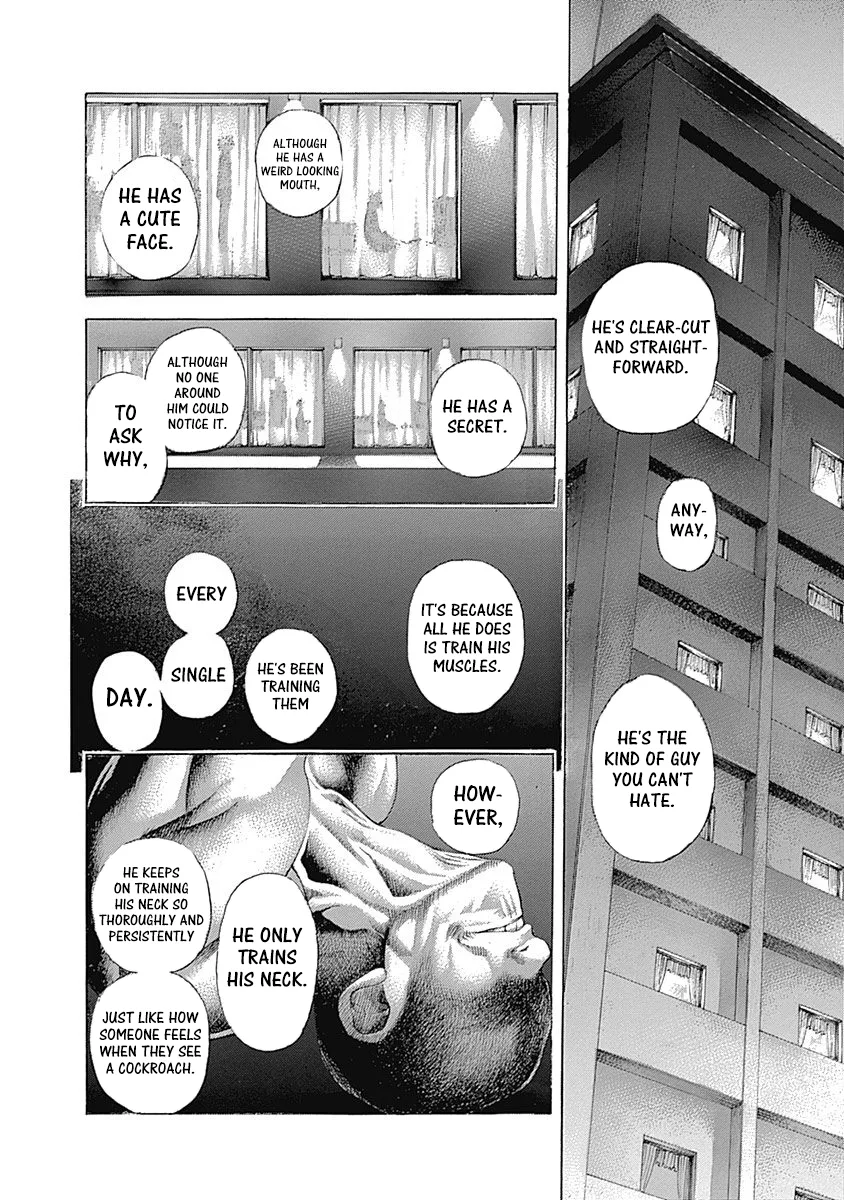 HE'S CLEAR-CUT
AND STRAIGHT-
FORWARD.
ANY-
WAY,
HE'S THE
KIND OF GUY
YOU CAN'T
HATE.
ALTHOUGH
HE HAS A
WEIRD LOOKING
MOUTH,
HE HAS
A CUTE
FACE.
HE HAS A
SECRET.
ALTHOUGH
NO ONE
AROUND
HIM COULD
NOTICE IT.
TO
ASK
WHY,
IT'S BECAUSE
ALL HE DOES
IS TRAIN HIS
MUSCLES.
HE'S BEEN
TRAINING
THEM
EVERY
SINGLE
DAY.
HOW-
EVER,
HE ONLY
TRAINS
HIS NECK.
HE KEEPS
ON TRAINING
HIS NECK SO
THOROUGHLY AND
PERSISTENTLY
JUST LIKE HOW
SOMEONE FEELS
WHEN THEY SEE
A COCKROACH.